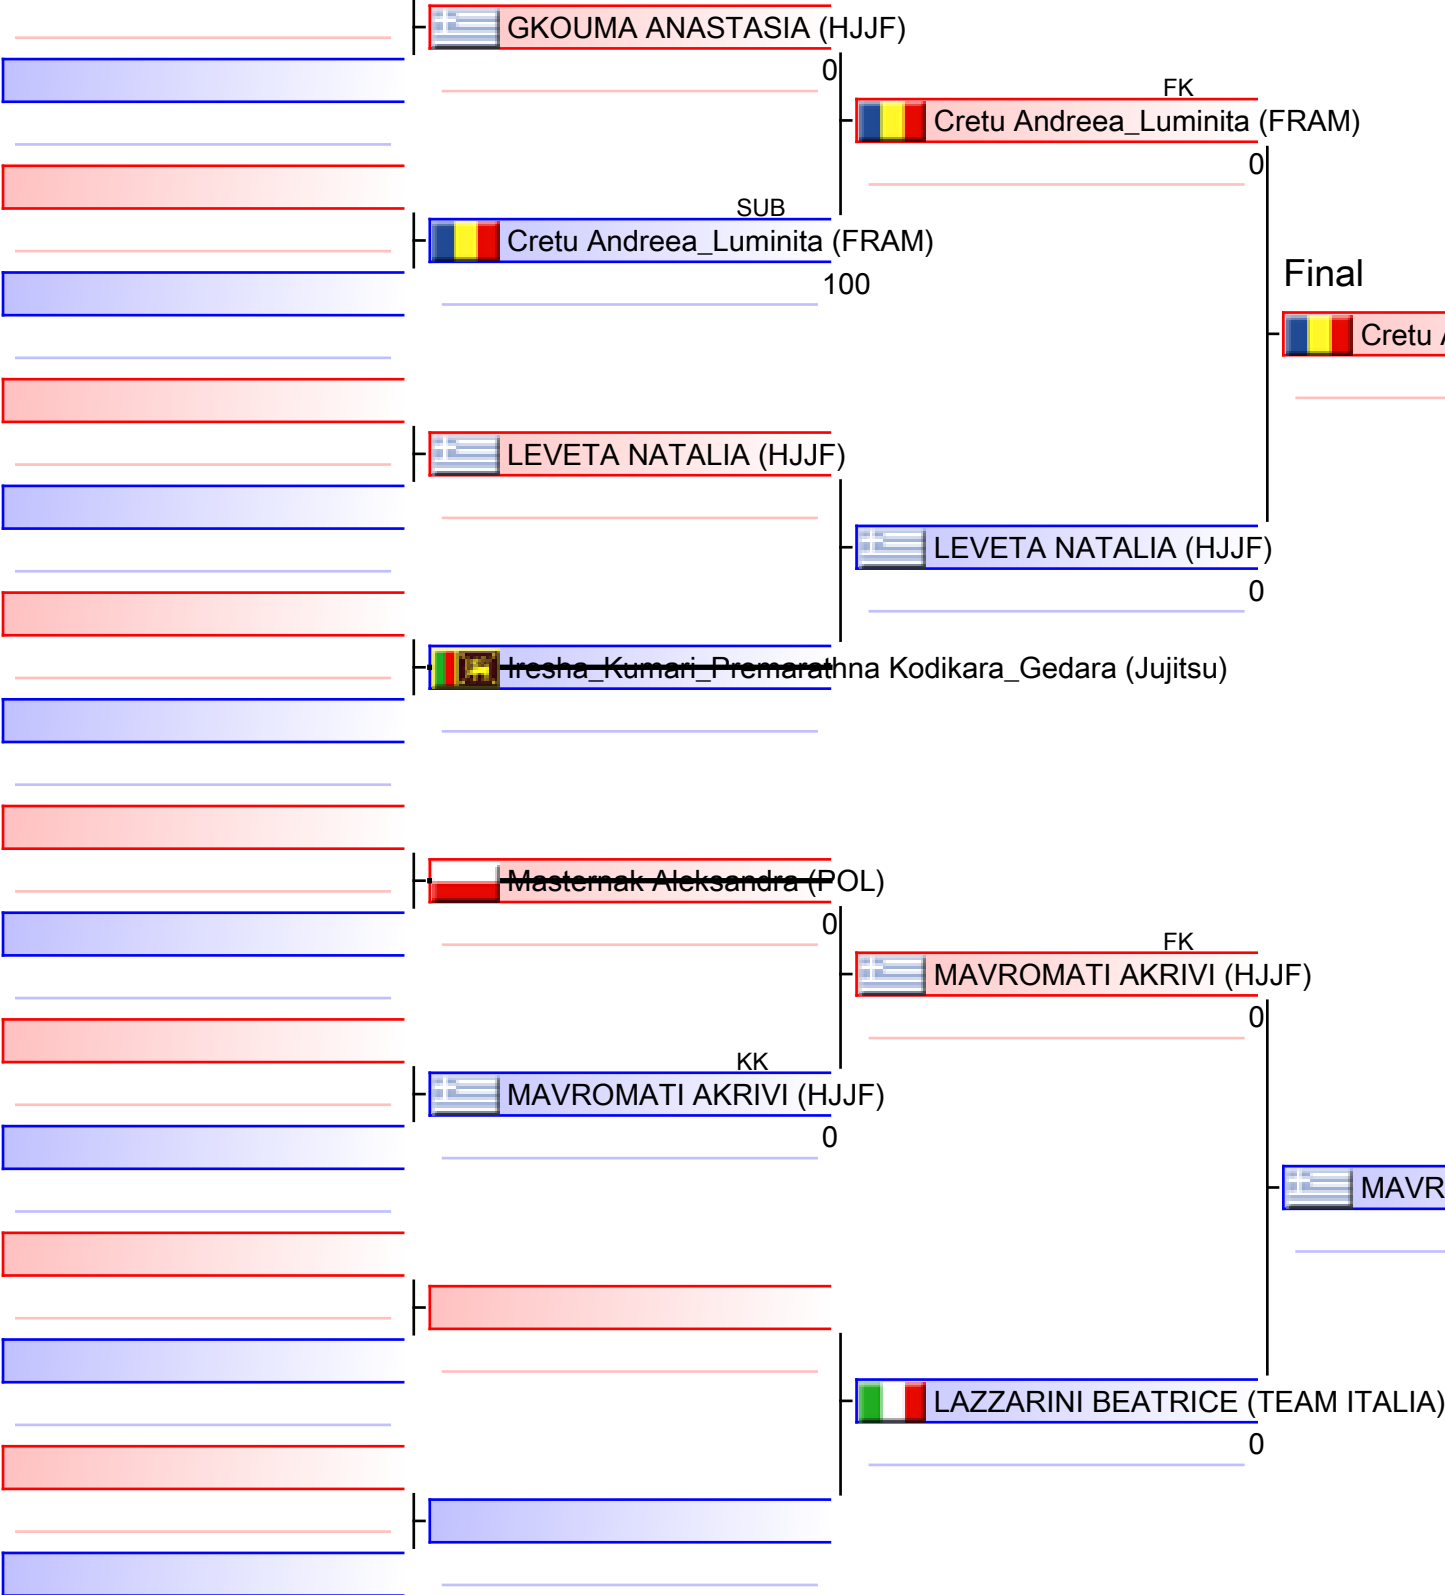 GKOUMA ANASTASIA (HJJF)
0
FK
Cretu Andreea_Luminita (FRAM)
0
SUB
Cretu Andreea_Luminita (FRAM)
100
Final
Cretu A
LEVETA NATALIA (HJJF)
LEVETA NATALIA (HJJF)
0
Iresha_Kumari_Premarathna Kodikara_Gedara (Jujitsu)
Masternak Aleksandra (POL)
0
FK
MAVROMATI AKRIVI (HJJF)
0
KK
MAVROMATI AKRIVI (HJJF)
0
MAVR
LAZZARINI BEATRICE (TEAM ITALIA)
0